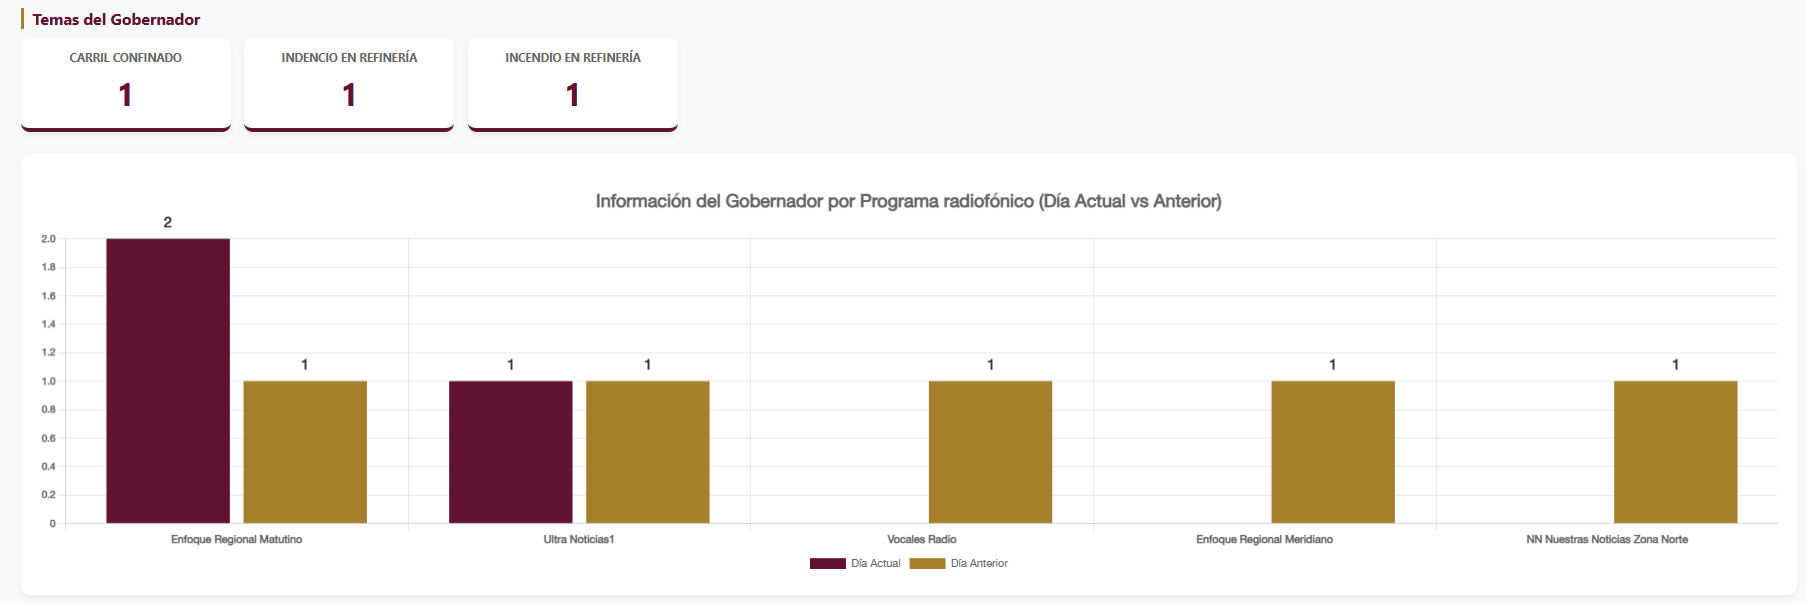 Temas del Gobernador
CARRIL CONFINADO
1
INDENCIO EN REFINERÍA
1
INCENDIO EN REFINERÍA
1
Información del Gobernador por Programa radiofónico (Día Actual vs Anterior)
2
1
1
1
1
1
1
2.0
1.8
1.6
1.4
1.2
1.0
0.8
0.6
0.4
0.2
0
Enfoque Regional Matutino
Ultra Noticias1
Vocales Radio
Enfoque Regional Meridiano
NN Nuestras Noticias Zona Norte
Día Actual
Día Anterior